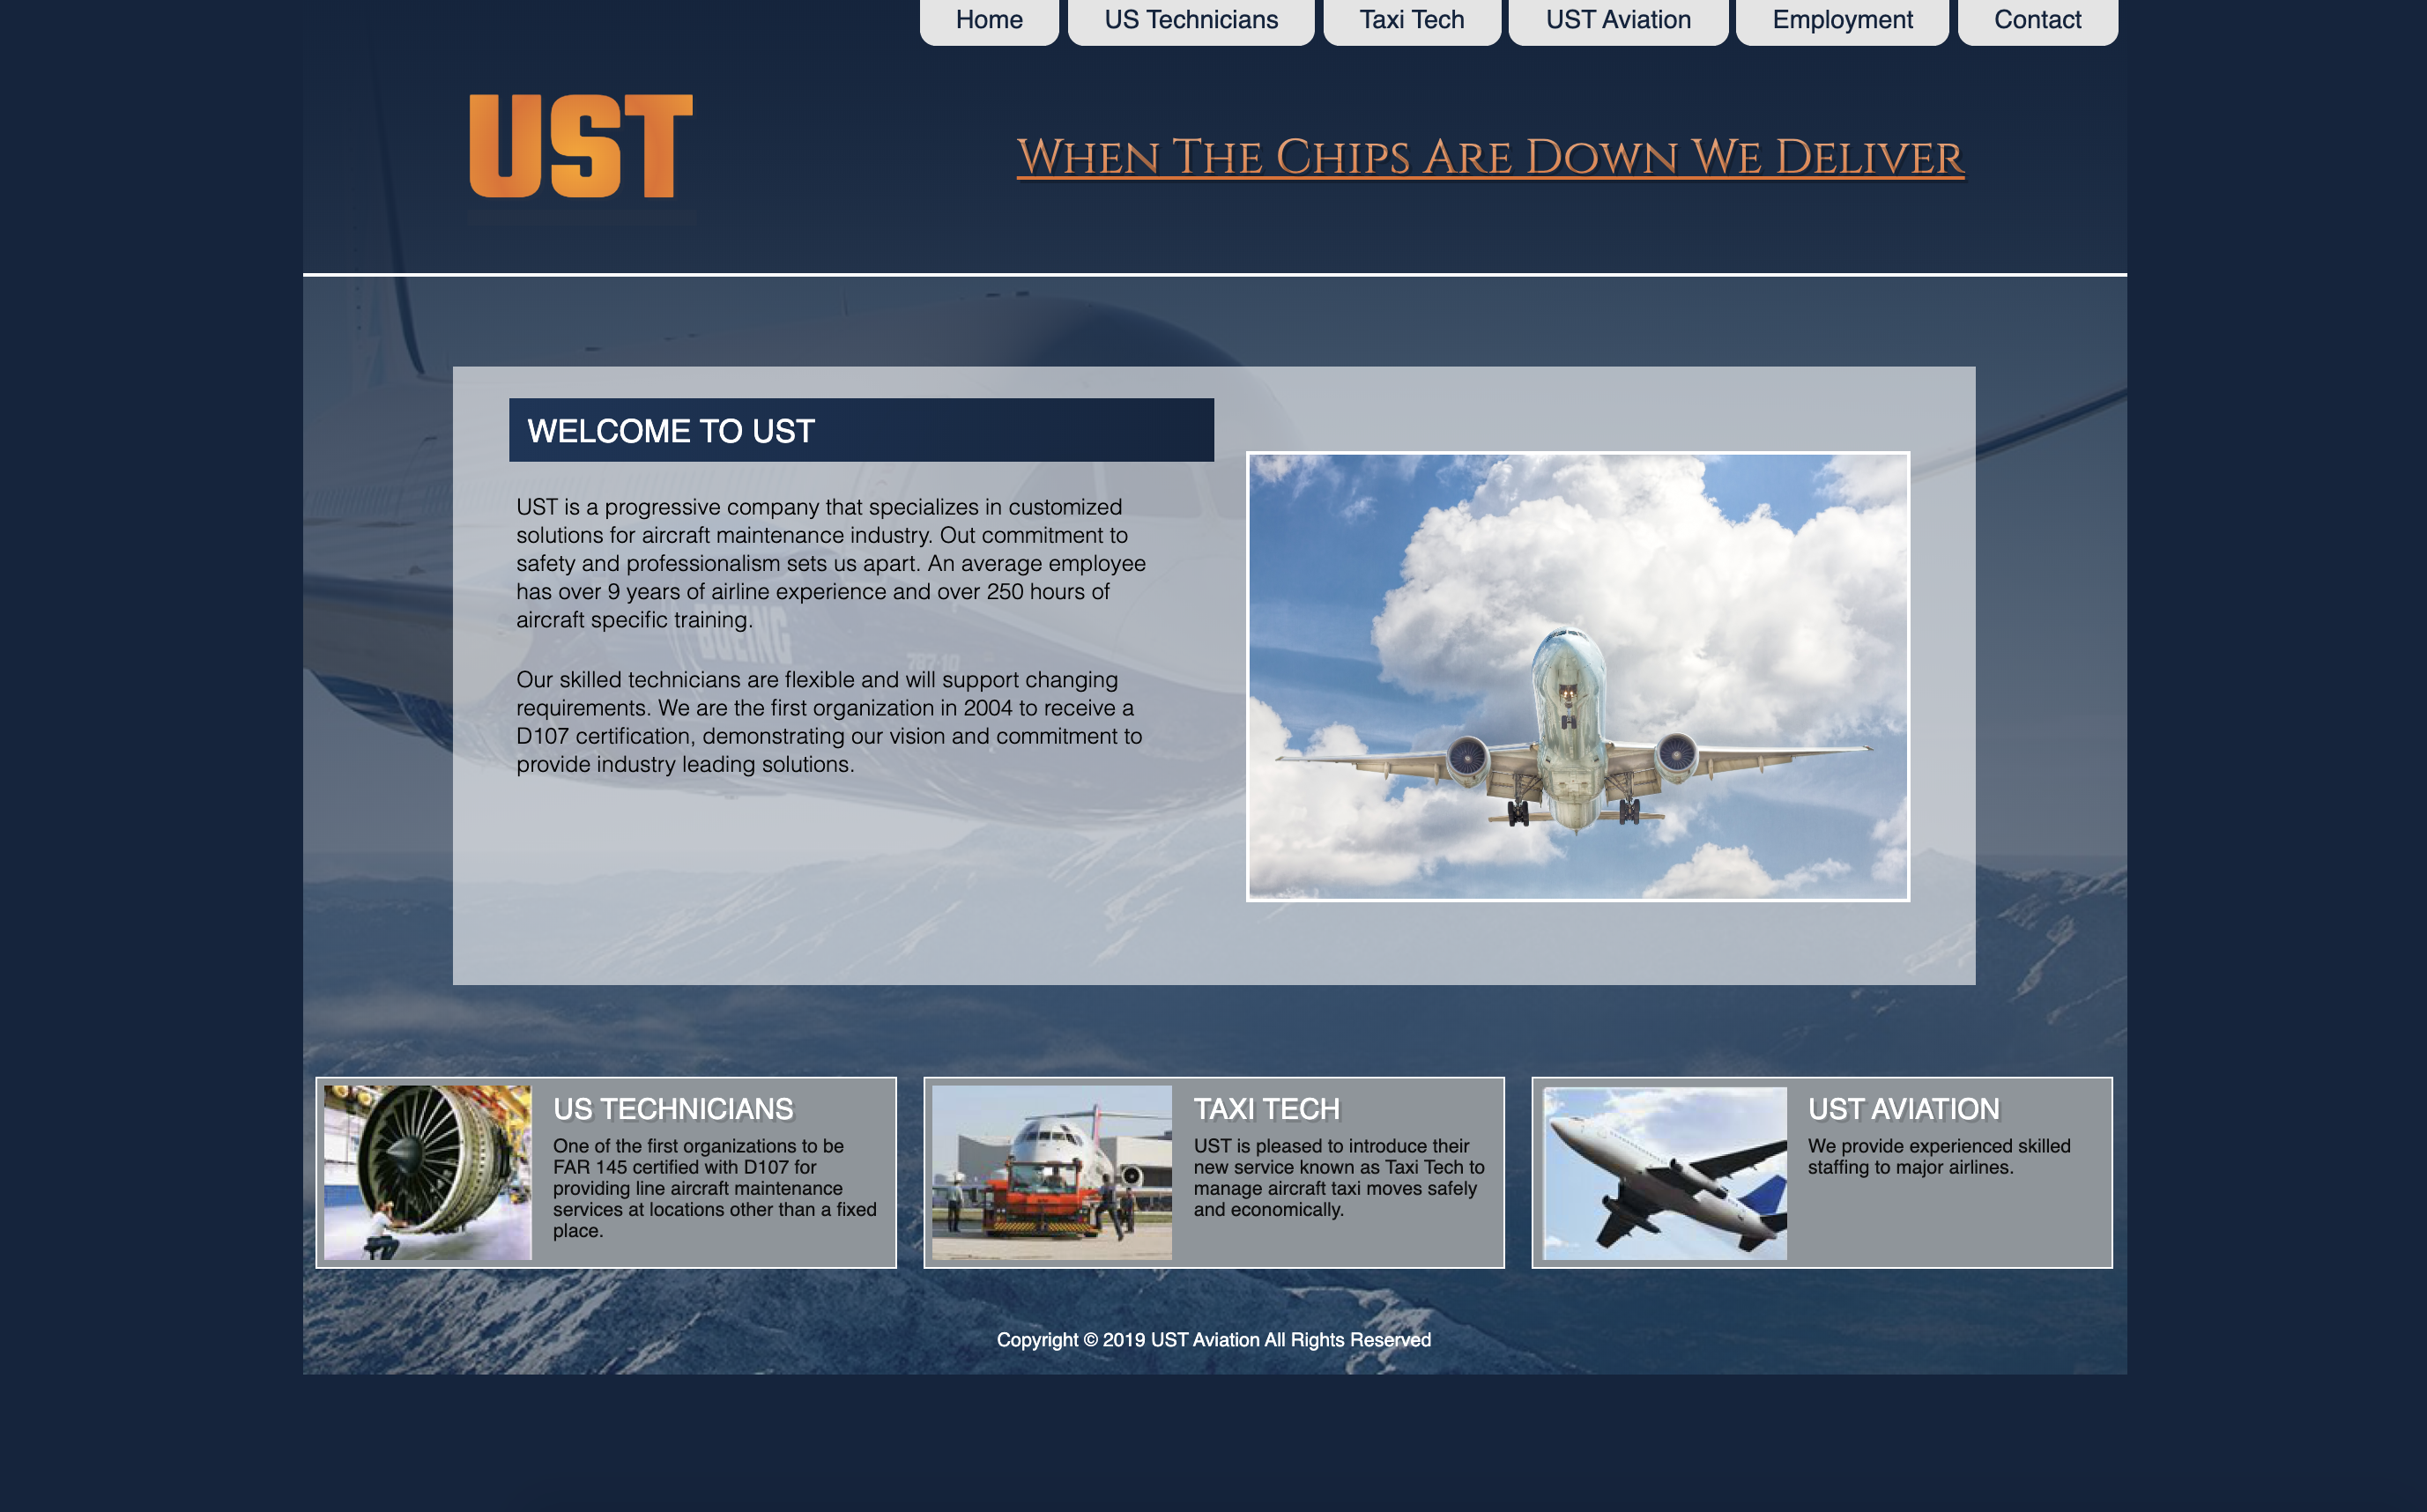 Home US Technicians Taxi Tech UST Aviation Employment Contact
UST
When The Chips Are Down We Deliver
WELCOME TO UST
UST is a progressive company that specializes in customized
solutions for aircraft maintenance industry. Out commitment to
safety and professionalism sets us apart. An average employee
has over 9 years of airline experience and over 250 hours of
aircraft specific training.
Our skilled technicians are flexible and will support changing
requirements. We are the first organization in 2004 to receive a
D107 certification, demonstrating our vision and commitment to
provide industry leading solutions.
BOEING
787-10
US TECHNICIANS
One of the first organizations to be
FAR 145 certified with D107 for
providing line aircraft maintenance
services at locations other than a fixed
place.
TAXI TECH
UST is pleased to introduce their
new service known as Taxi Tech to
manage aircraft taxi moves safely
and economically.
UST AVIATION
We provide experienced skilled
staffing to major airlines.
Copyright © 2019 UST Aviation All Rights Reserved